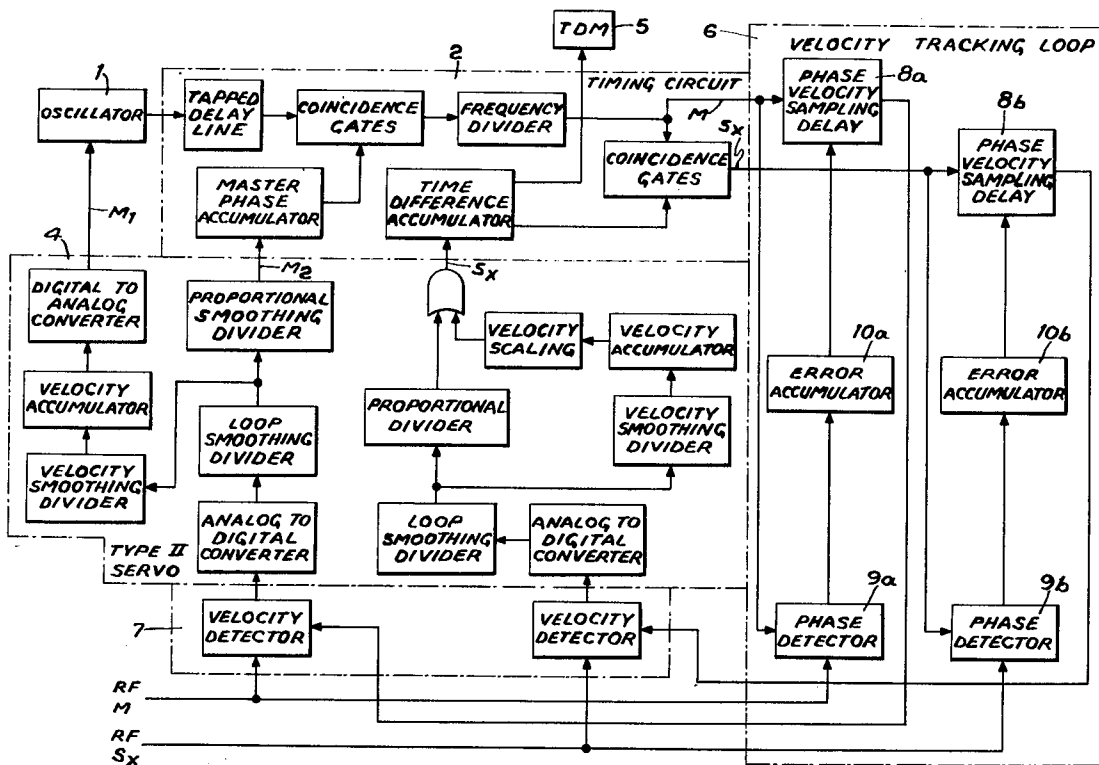 TDM
5
6
VELOCITY TRACKING LOOP
1
2
TIMING CIRCUIT
8a
8b
OSCILLATOR
TAPPED
DELAY
LINE
COINCIDENCE
GATES
FREQUENCY
DIVIDER
M
PHASE
VELOCITY
SAMPLING
DELAY
SX
PHASE
VELOCITY
SAMPLING
DELAY
COINCIDENCE
GATES
MASTER
PHASE
ACCUMULATOR
TIME
DIFFERENCE
ACCUMULATOR
M1
4
M2
SX
DIGITAL TO
ANALOG
CONVERTER
PROPORTIONAL
SMOOTHING
DIVIDER
VELOCITY
SCALING
VELOCITY
ACCUMULATOR
10a
10b
ERROR
ACCUMULATOR
ERROR
ACCUMULATOR
VELOCITY
ACCUMULATOR
LOOP
SMOOTHING
DIVIDER
PROPORTIONAL
DIVIDER
VELOCITY
SMOOTHING
DIVIDER
VELOCITY
SMOOTHING
DIVIDER
ANALOG TO
DIGITAL
CONVERTER
LOOP
SMOOTHING
DIVIDER
ANALOG TO
DIGITAL
CONVERTER
TYPE II
SERVO
7
VELOCITY
DETECTOR
VELOCITY
DETECTOR
9a
9b
PHASE
DETECTOR
PHASE
DETECTOR
RF
M
RF
SX